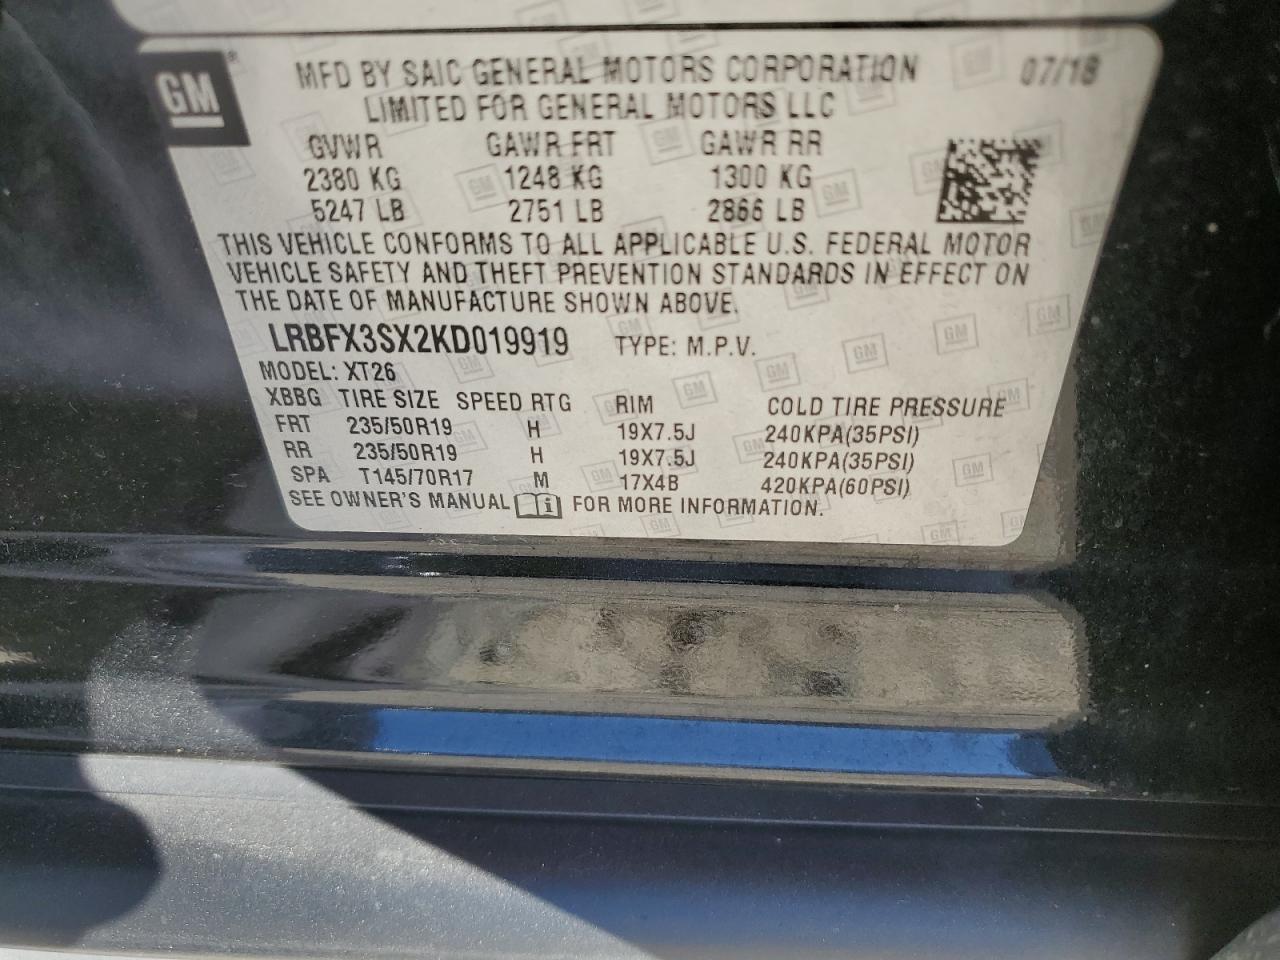 GM
MFD BY SAIC GENERAL MOTORS CORPORATION 07/18
LIMITED FOR GENERAL MOTORS LLC
GVWR GAWR FRT GAWR RR
2380 KG 1248 KG 1300 KG
5247 LB 2751 LB 2866 LB
THIS VEHICLE CONFORMS TO ALL APPLICABLE U.S. FEDERAL MOTOR
VEHICLE SAFETY AND THEFT PREVENTION STANDARDS IN EFFECT ON
THE DATE OF MANUFACTURE SHOWN ABOVE.
LRBFX3SX2KD019919 TYPE: M.P.V.
MODEL: XT26
XBBG TIRE SIZE SPEED RTG RIM COLD TIRE PRESSURE
FRT 235/50R19 H 19X7.5J 240KPA(35PSI)
RR 235/50R19 H 19X7.5J 240KPA(35PSI)
SPA T145/70R17 M 17X4B 420KPA(60PSI)
SEE OWNER'S MANUAL i FOR MORE INFORMATION.